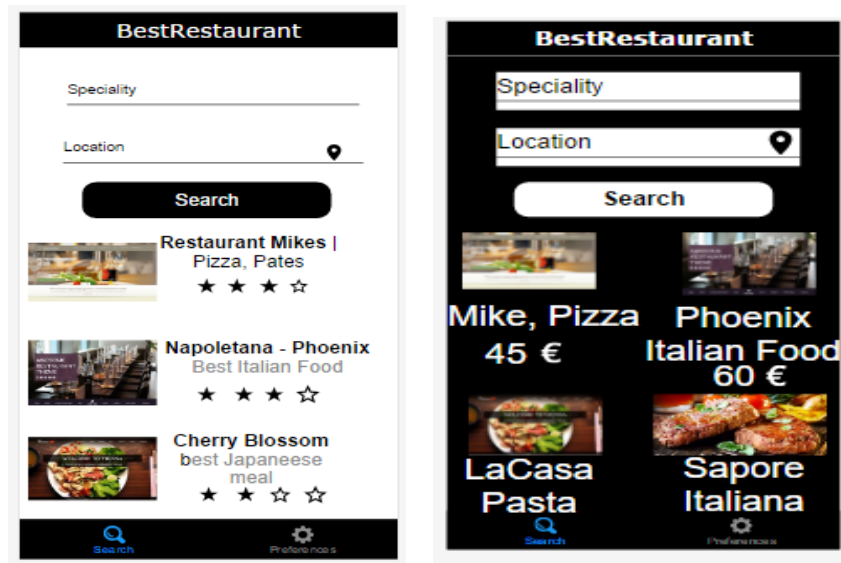 BestRestaurant
Speciality
Location
Search
Restaurant Mikes |
Pizza, Pates
Napoletana - Phoenix
Best Italian Food
Cherry Blossom
best Japaneese
meal
Search
Preferences
BestRestaurant
Speciality
Location
Search
Mike, Pizza
45 €
Phoenix
Italian Food
60 €
LaCasa
Pasta
Sapore
Italiana
Search
Preferences